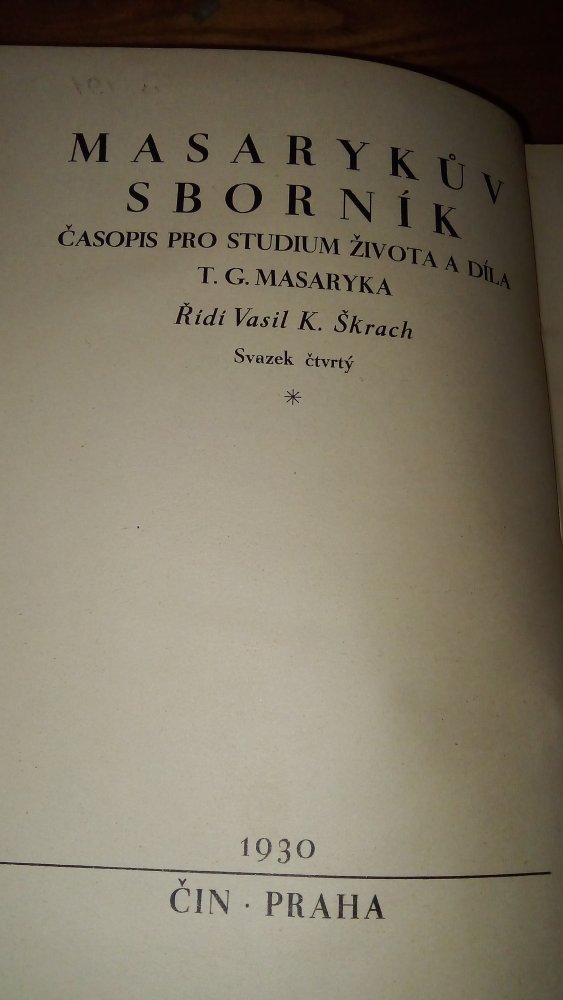 MASARYKŮV
SBORNÍK
ČASOPIS PRO STUDIUM ŽIVOTA A DÍLA
T. G. MASARYKA
Řídí Vasil K. Škrach
Svazek čtvrtý
*
1930
ČIN · PRAHA